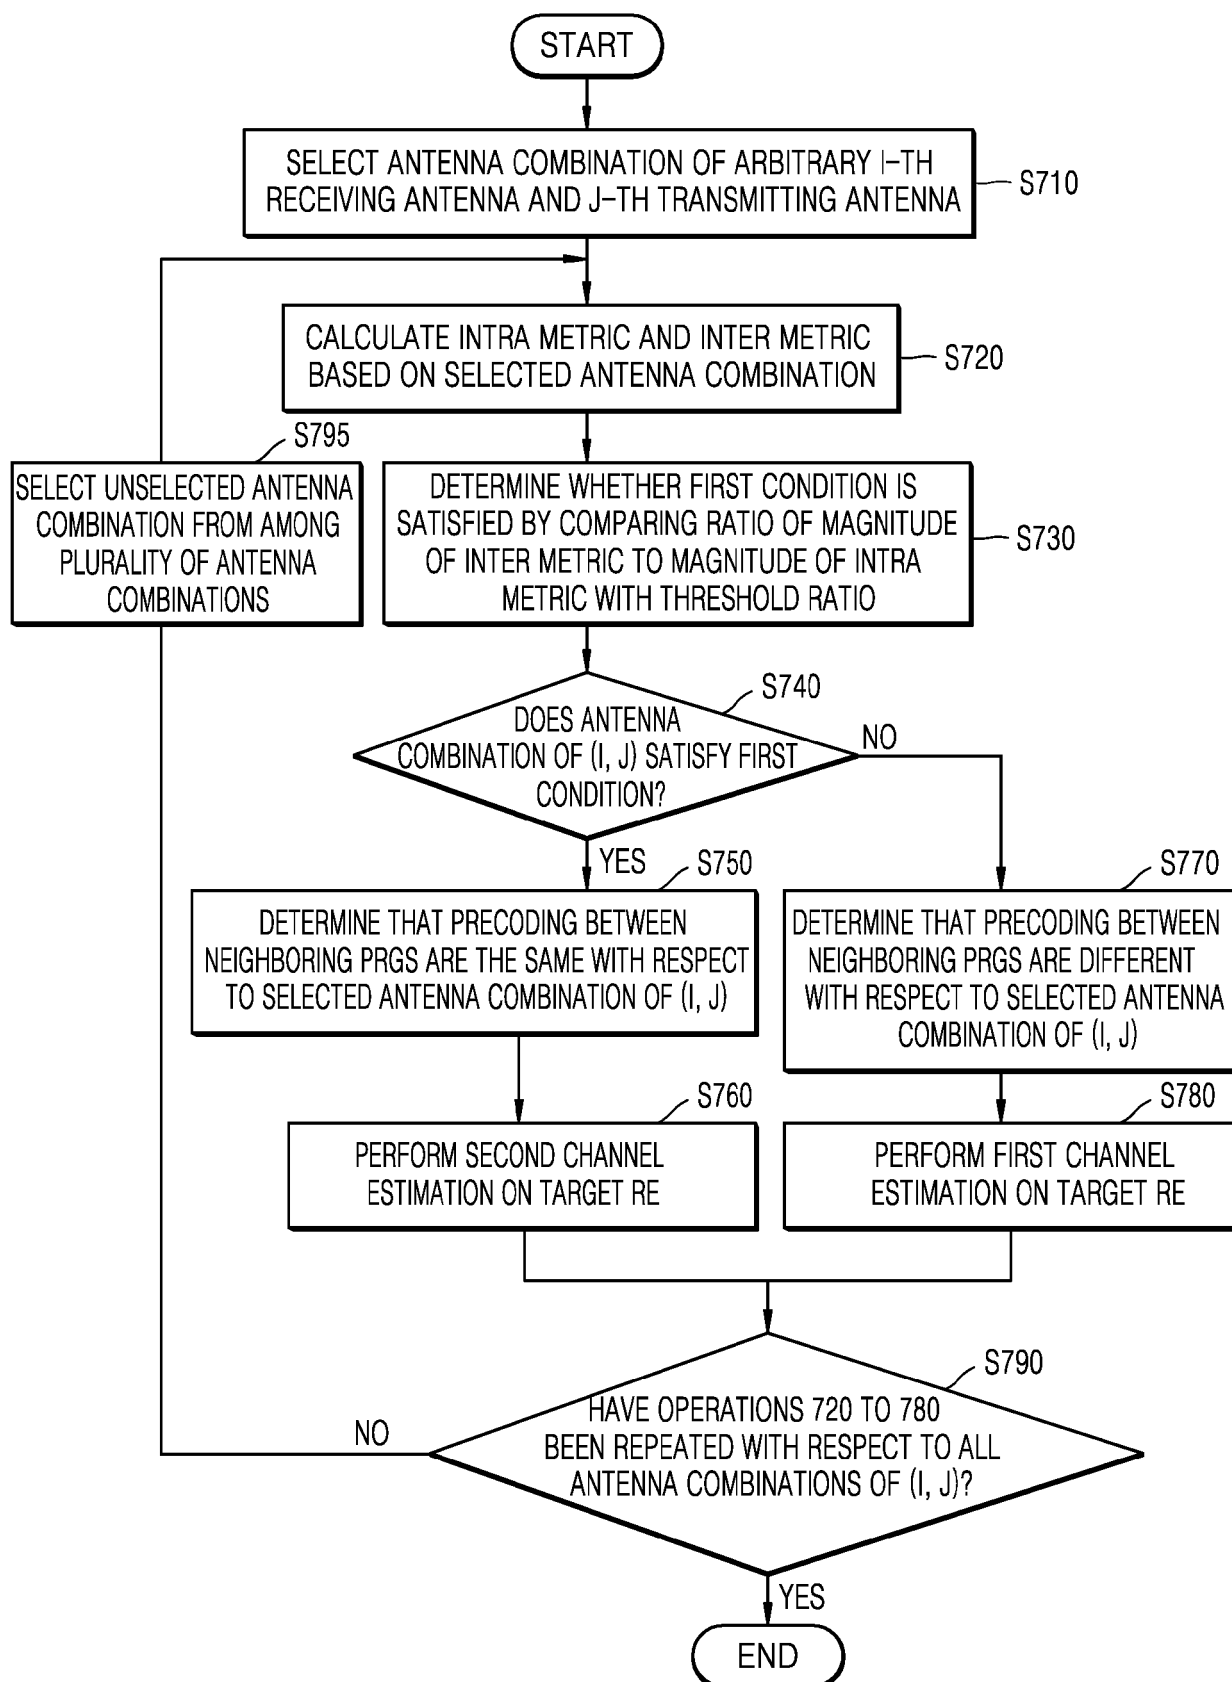 START
SELECT ANTENNA COMBINATION OF ARBITRARY I-TH
RECEIVING ANTENNA AND J-TH TRANSMITTING ANTENNA
S710
CALCULATE INTRA METRIC AND INTER METRIC
BASED ON SELECTED ANTENNA COMBINATION
S720
S795
SELECT UNSELECTED ANTENNA
COMBINATION FROM AMONG
PLURALITY OF ANTENNA
COMBINATIONS
DETERMINE WHETHER FIRST CONDITION IS
SATISFIED BY COMPARING RATIO OF MAGNITUDE
OF INTER METRIC TO MAGNITUDE OF INTRA
METRIC WITH THRESHOLD RATIO
S730
S740
DOES ANTENNA
COMBINATION OF (I, J) SATISFY FIRST
CONDITION?
NO
YES
S750
DETERMINE THAT PRECODING BETWEEN
NEIGHBORING PRGS ARE THE SAME WITH RESPECT
TO SELECTED ANTENNA COMBINATION OF (I, J)
S770
DETERMINE THAT PRECODING BETWEEN
NEIGHBORING PRGS ARE DIFFERENT
WITH RESPECT TO SELECTED ANTENNA
COMBINATION OF (I, J)
S760
PERFORM SECOND CHANNEL
ESTIMATION ON TARGET RE
S780
PERFORM FIRST CHANNEL
ESTIMATION ON TARGET RE
S790
HAVE OPERATIONS 720 TO 780
BEEN REPEATED WITH RESPECT TO ALL
ANTENNA COMBINATIONS OF (I, J)?
NO
YES
END